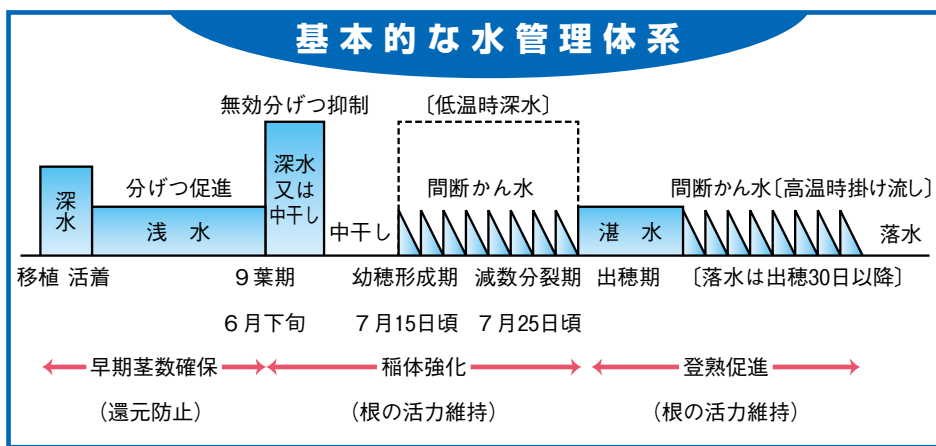 基本的な水管理体系
無効分げつ抑制 〔低温時深水〕
深水
又は
中干し
分げつ促進 間断かん水 間断かん水〔高温時掛け流し〕
深水 浅水 中干し 湛水 落水
移植 活着 9葉期 幼穂形成期 減数分裂期 出穂期 〔落水は出穂30日以降〕
6月下旬 7月15日頃 7月25日頃
早期茎数確保 稲体強化 登熟促進
(還元防止) (根の活力維持) (根の活力維持)